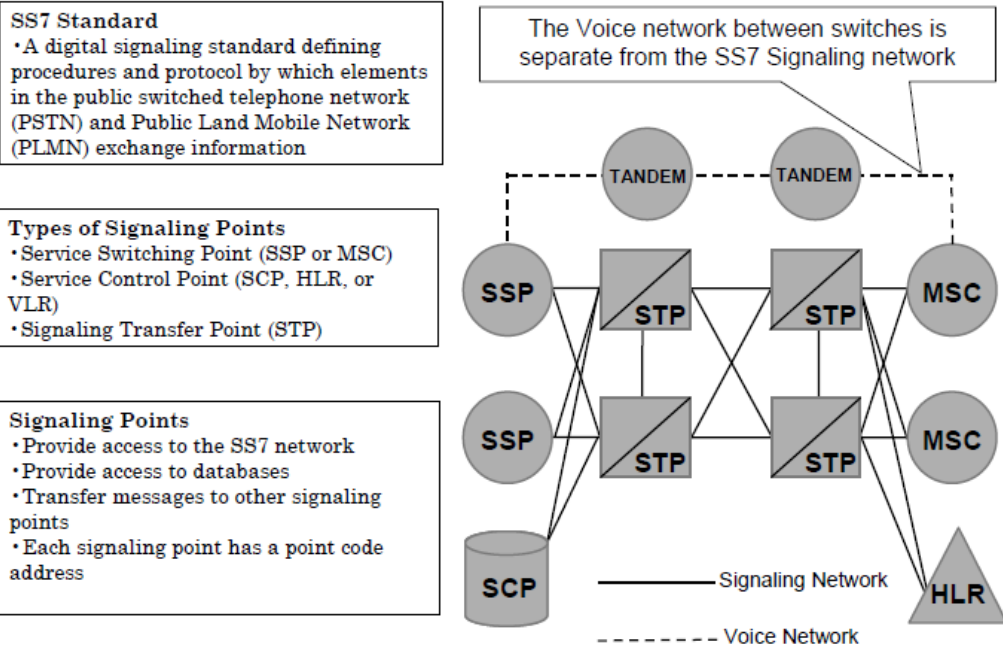 SS7 Standard
•A digital signaling standard defining
procedures and protocol by which elements
in the public switched telephone network
(PSTN) and Public Land Mobile Network
(PLMN) exchange information
Types of Signaling Points
•Service Switching Point (SSP or MSC)
•Service Control Point (SCP, HLR, or
VLR)
•Signaling Transfer Point (STP)
Signaling Points
•Provide access to the SS7 network
•Provide access to databases
•Transfer messages to other signaling
points
•Each signaling point has a point code
address
The Voice network between switches is
separate from the SS7 Signaling network
TANDEM
TANDEM
SSP
STP
STP
MSC
SSP
STP
STP
MSC
SCP
HLR
Signaling Network
Voice Network